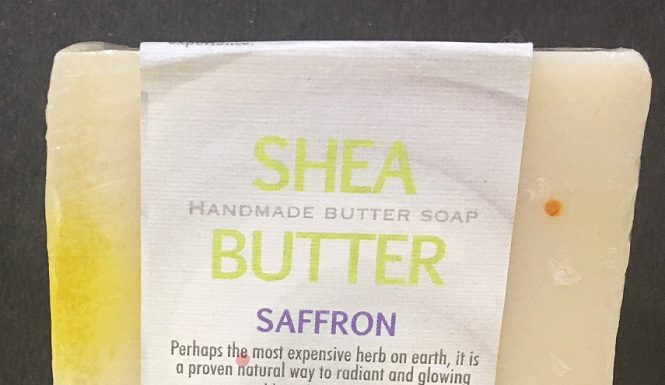 SHEA
HANDMADE BUTTER SOAP
BUTTER
SAFFRON
Perhaps the most expensive herb on earth, it is
a proven natural way to radiant and glowing